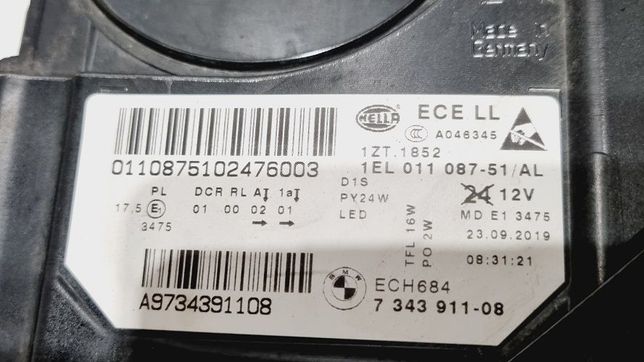 Made in
Germany
HELLA
ECE LL
A046345
0110875102476003
1ZT.1852
1EL 011 087-51/AL
PL DCR RL AI 1aI
D1S
PY24W
LED
24 12V
17,5 E1 01 00 02 01
3475
MD E1 3475
TFL 16W
PO 2W
23.09.2019
08:31:21
A9734391108
BMW
ECH684
7 343 911-08